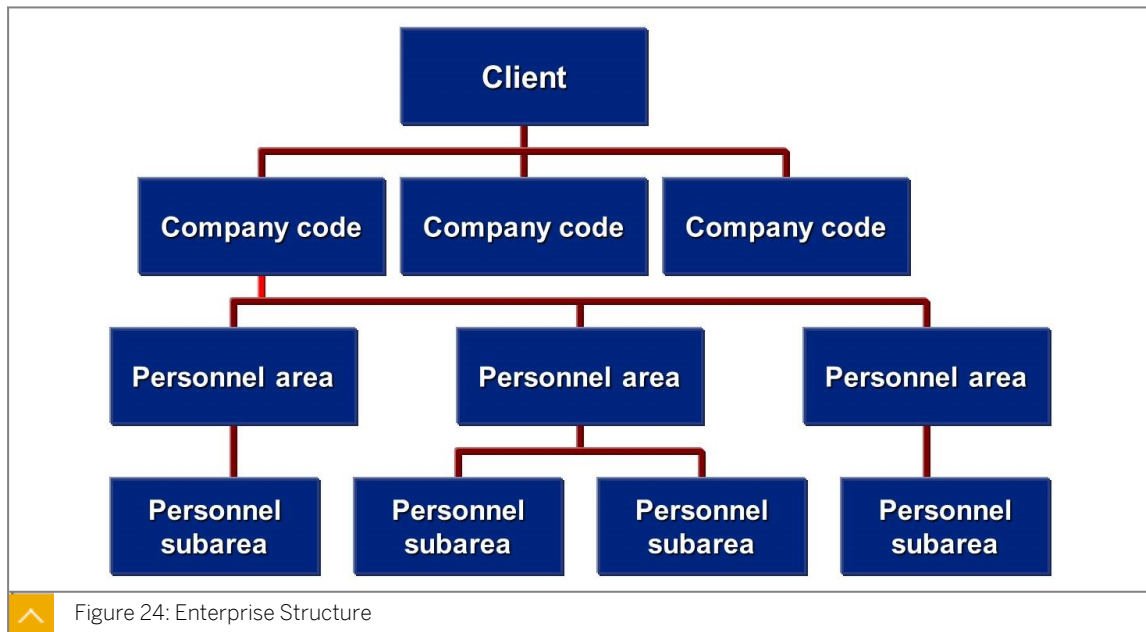 Client
Company code
Company code
Company code
Personnel area
Personnel area
Personnel area
Personnel
subarea
Personnel
subarea
Personnel
subarea
Personnel
subarea
Figure 24: Enterprise Structure